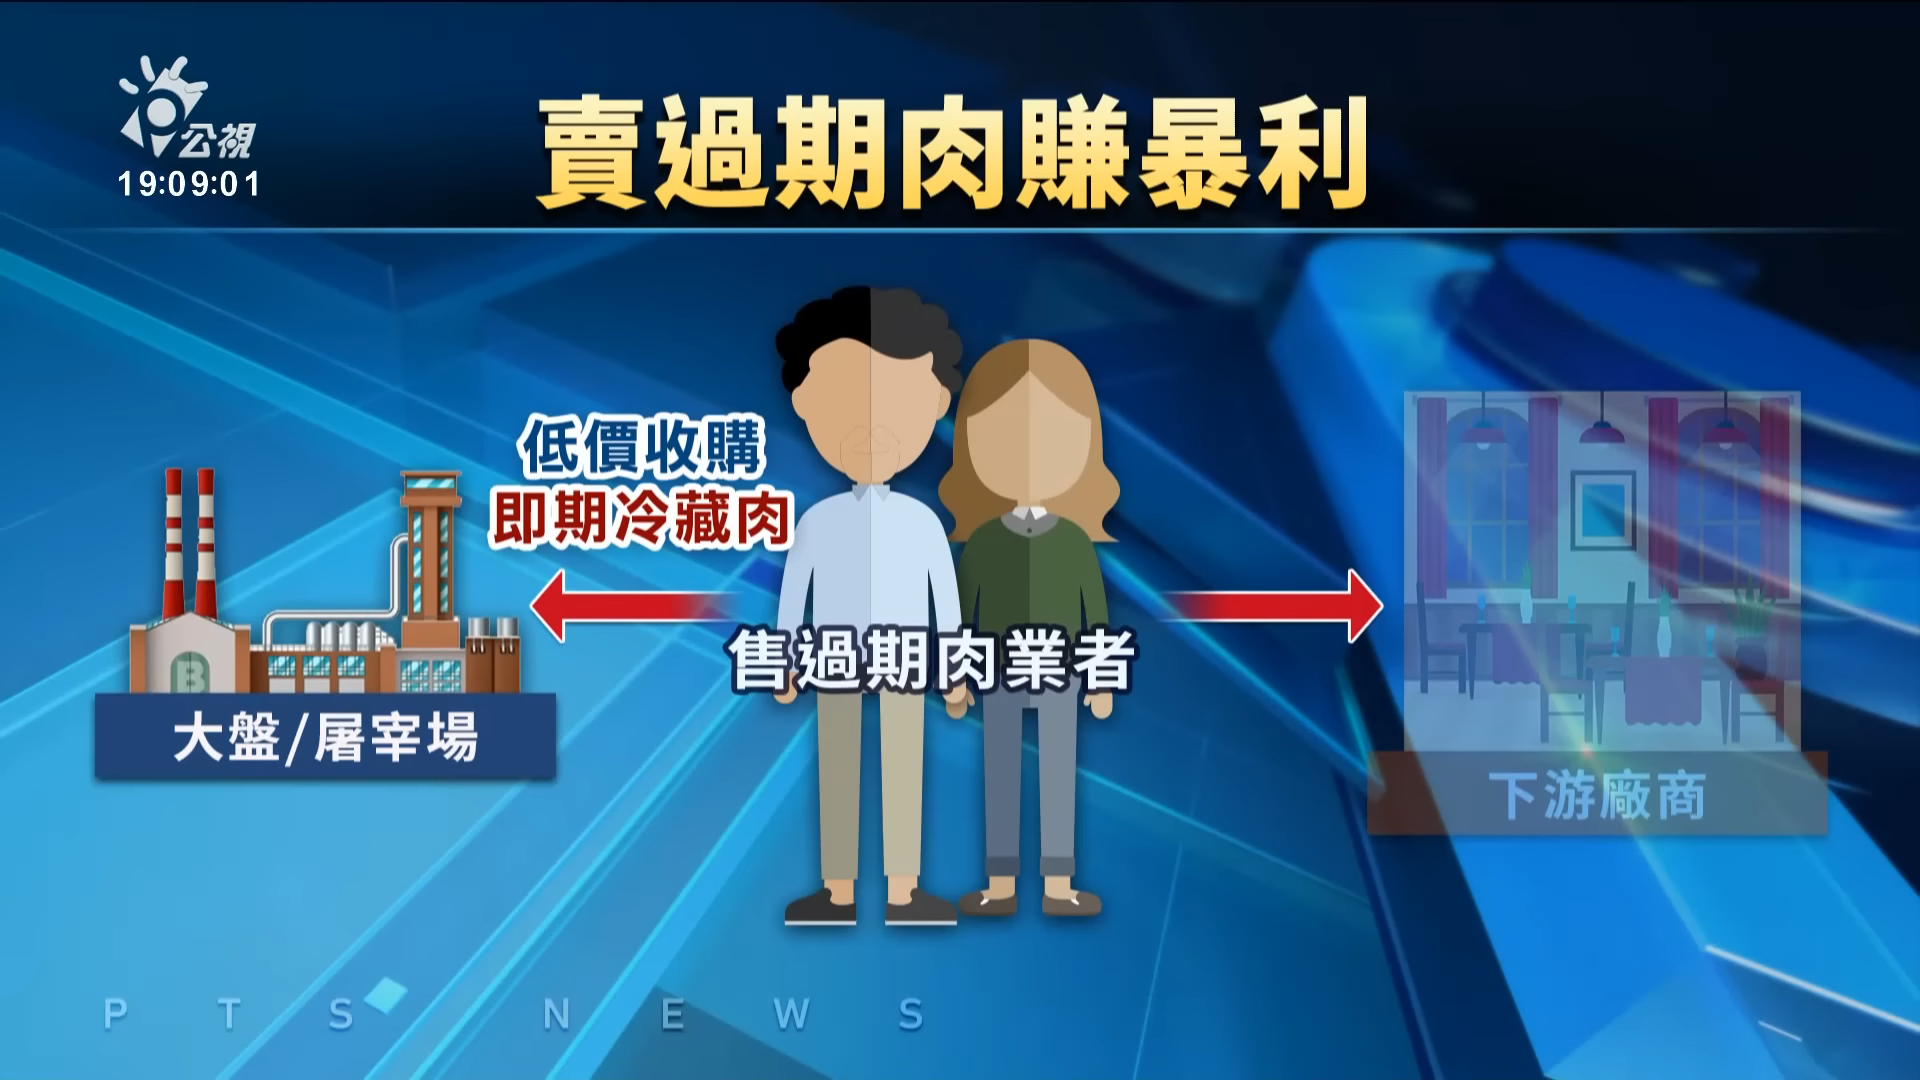 公視
19:09:01
賣過期肉賺暴利
低價收購
即期冷藏肉
售過期肉業者
B
大盤/屠宰場
下游廠商
PTS NEWS